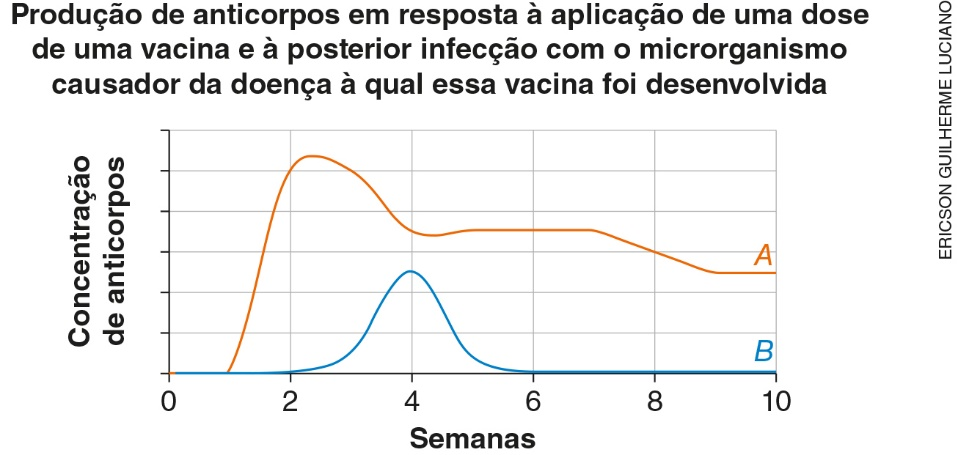 Produção de anticorpos em resposta à aplicação de uma dose
de uma vacina e à posterior infecção com o microrganismo
causador da doença à qual essa vacina foi desenvolvida
ERICSON GUILHERME LUCIANO
Concentração
de anticorpos
A
B
0 2 4 6 8 10
Semanas